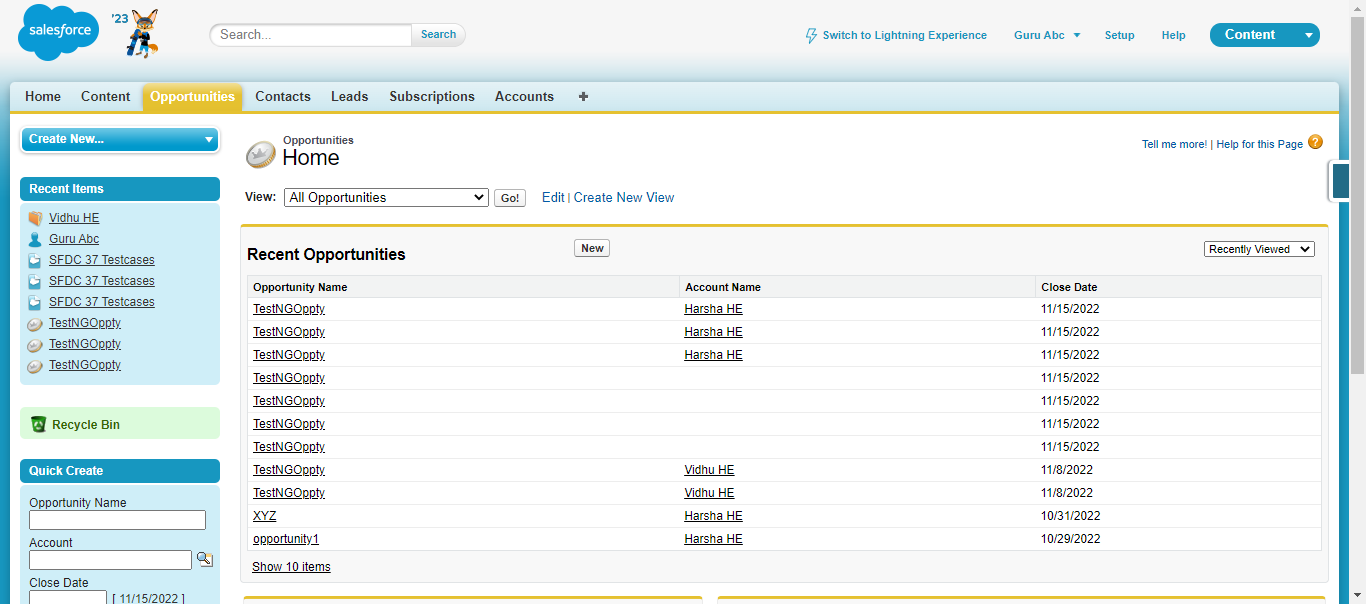 salesforce
'23
Search...
Search
Switch to Lightning Experience
Guru Abc
Setup
Help
Content
Home
Content
Opportunities
Contacts
Leads
Subscriptions
Accounts
+
Create New...
Recent Items
Vidhu HE
Guru Abc
SFDC 37 Testcases
SFDC 37 Testcases
SFDC 37 Testcases
TestNGOppty
TestNGOppty
TestNGOppty
Recycle Bin
Quick Create
Opportunity Name
Account
Close Date
[ 11/15/2022 ]
Opportunities
Home
Tell me more! | Help for this Page ?
View: All Opportunities Go! Edit | Create New View
Recent Opportunities New Recently Viewed
Opportunity Name Account Name Close Date
TestNGOppty Harsha HE 11/15/2022
TestNGOppty Harsha HE 11/15/2022
TestNGOppty Harsha HE 11/15/2022
TestNGOppty 11/15/2022
TestNGOppty 11/15/2022
TestNGOppty 11/15/2022
TestNGOppty 11/15/2022
TestNGOppty Vidhu HE 11/8/2022
TestNGOppty Vidhu HE 11/8/2022
XYZ Harsha HE 10/31/2022
opportunity1 Harsha HE 10/29/2022
Show 10 items